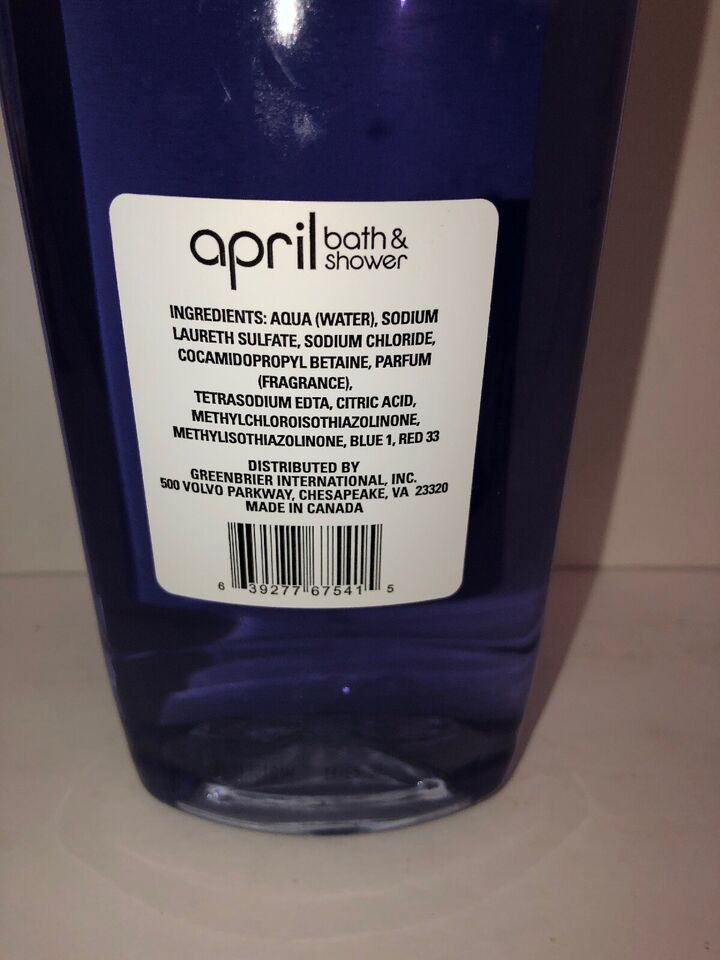 april bath &
shower
INGREDIENTS: AQUA (WATER), SODIUM
LAURETH SULFATE, SODIUM CHLORIDE,
COCAMIDOPROPYL BETAINE, PARFUM
(FRAGRANCE),
TETRASODIUM EDTA, CITRIC ACID,
METHYLCHLOROISOTHIAZOLINONE,
METHYLISOTHIAZOLINONE, BLUE 1, RED 33
DISTRIBUTED BY
GREENBRIER INTERNATIONAL, INC.
500 VOLVO PARKWAY, CHESAPEAKE, VA 23320
MADE IN CANADA
6 39277 67541 5